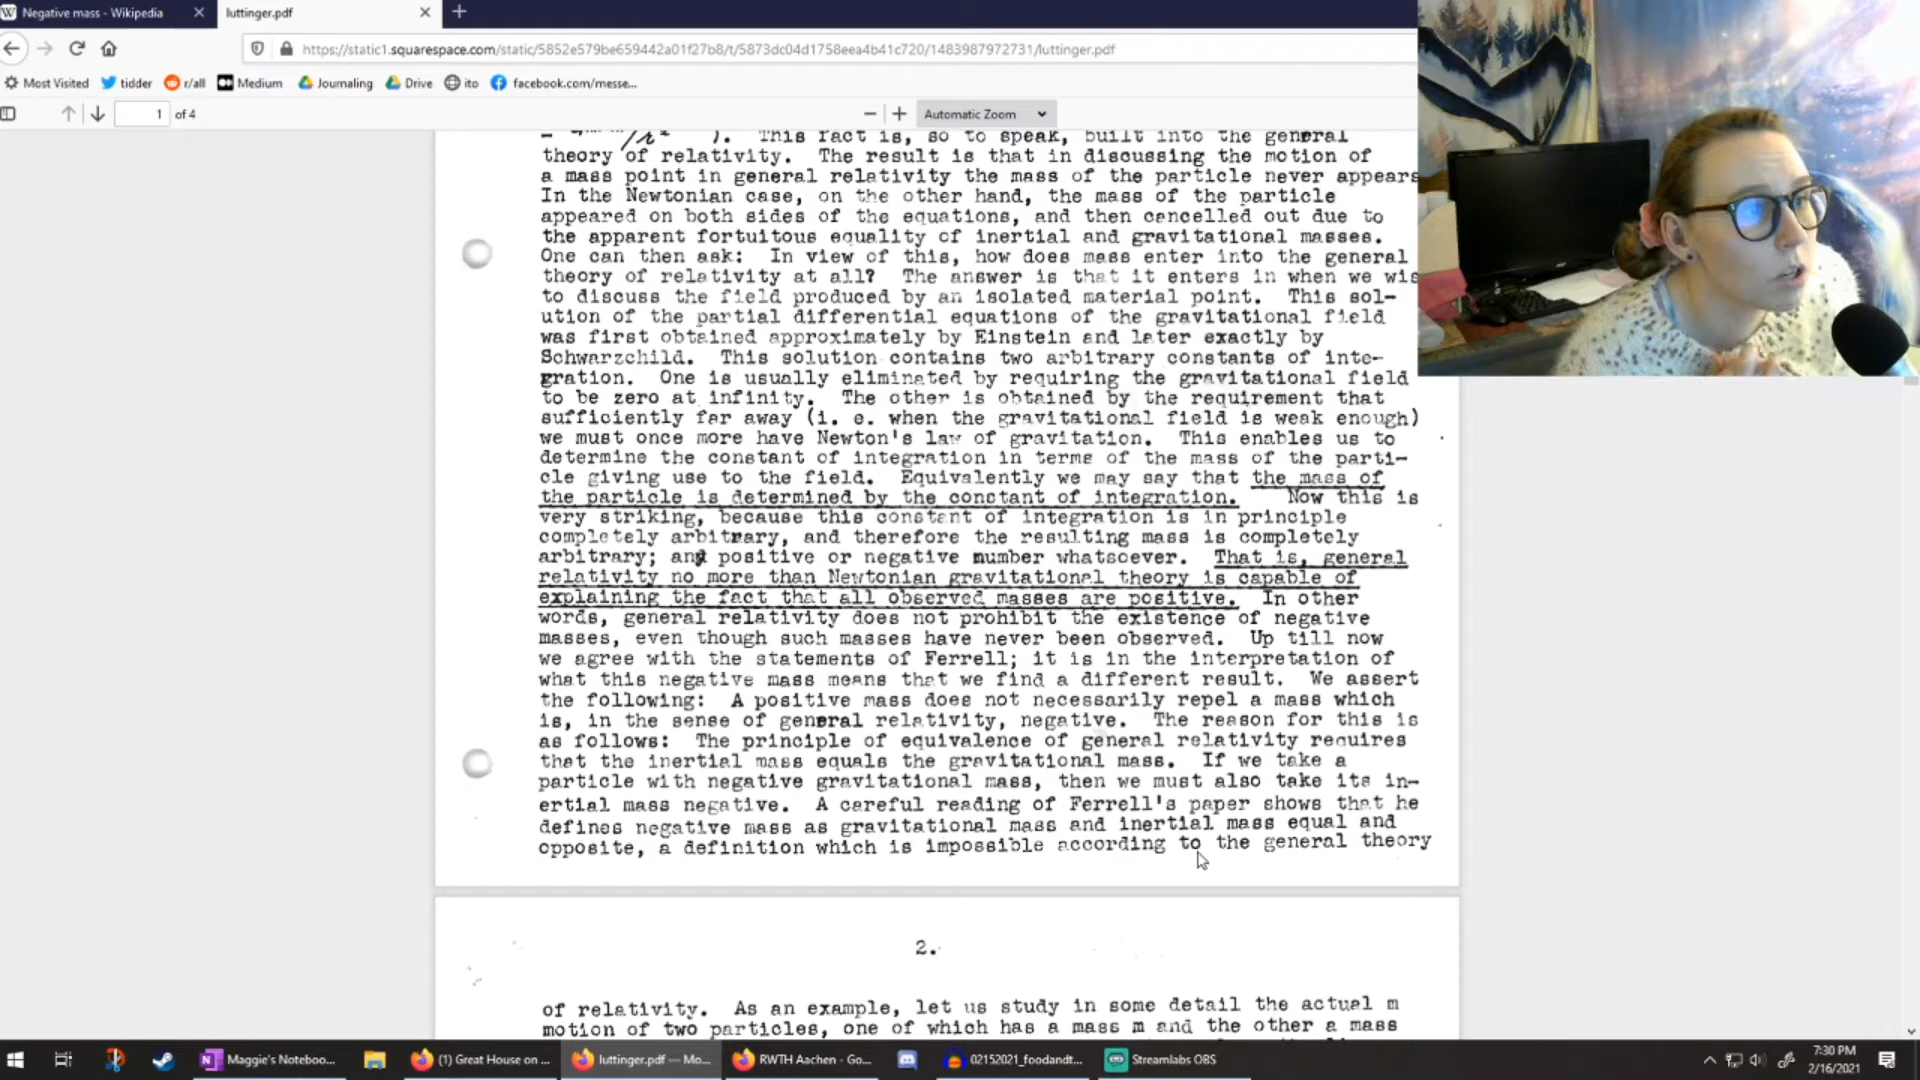 Negative mass - Wikipedia
luttinger.pdf
https://static1.squarespace.com/static/5852e579be659442a01f27b8/t/5873dc04d1758eea4b41c720/1483987972731/luttinger.pdf
Most Visited tidder r/all Medium Journaling Drive ito facebook.com/messe...
1 of 4 Automatic Zoom
). This fact is, so to speak, built into the general
theory of relativity. The result is that in discussing the motion of
a mass point in general relativity the mass of the particle never appears
In the Newtonian case, on the other hand, the mass of the particle
appeared on both sides of the equations, and then cancelled out due to
the apparent fortuitous equality of inertial and gravitational masses.
One can then ask: In view of this, how does mass enter into the general
theory of relativity at all? The answer is that it enters in when we wis
to discuss the field produced by an isolated material point. This sol-
ution of the partial differential equations of the gravitational field
was first obtained approximately by Einstein and later exactly by
Schwarzchild. This solution contains two arbitrary constants of inte-
gration. One is usually eliminated by requiring the gravitational field
to be zero at infinity. The other is obtained by the requirement that
sufficiently far away (i. e. when the gravitational field is weak enough)
we must once more have Newton's law of gravitation. This enables us to
determine the constant of integration in terms of the mass of the parti-
cle giving use to the field. Equivalently we may say that the mass of
the particle is determined by the constant of integration. Now this is
very striking, because this constant of integration is in principle
completely arbitrary, and therefore the resulting mass is completely
arbitrary; any positive or negative number whatsoever. That is, general
relativity no more than Newtonian gravitational theory is capable of
explaining the fact that all observed masses are positive. In other
words, general relativity does not prohibit the existence of negative
masses, even though such masses have never been observed. Up till now
we agree with the statements of Ferrell; it is in the interpretation of
what this negative mass means that we find a different result. We assert
the following: A positive mass does not necessarily repel a mass which
is, in the sense of general relativity, negative. The reason for this is
as follows: The principle of equivalence of general relativity requires
that the inertial mass equals the gravitational mass. If we take a
particle with negative gravitational mass, then we must also take its in-
ertial mass negative. A careful reading of Ferrell's paper shows that he
defines negative mass as gravitational mass and inertial mass equal and
opposite, a definition which is impossible according to the general theory
2.
of relativity. As an example, let us study in some detail the actual m
motion of two particles, one of which has a mass m and the other a mass
Maggie's Noteboo... (1) Great House on ... luttinger.pdf — Mo... RWTH Aachen - Go... 02152021_foodandt... Streamlabs OBS
7:30 PM
2/16/2021